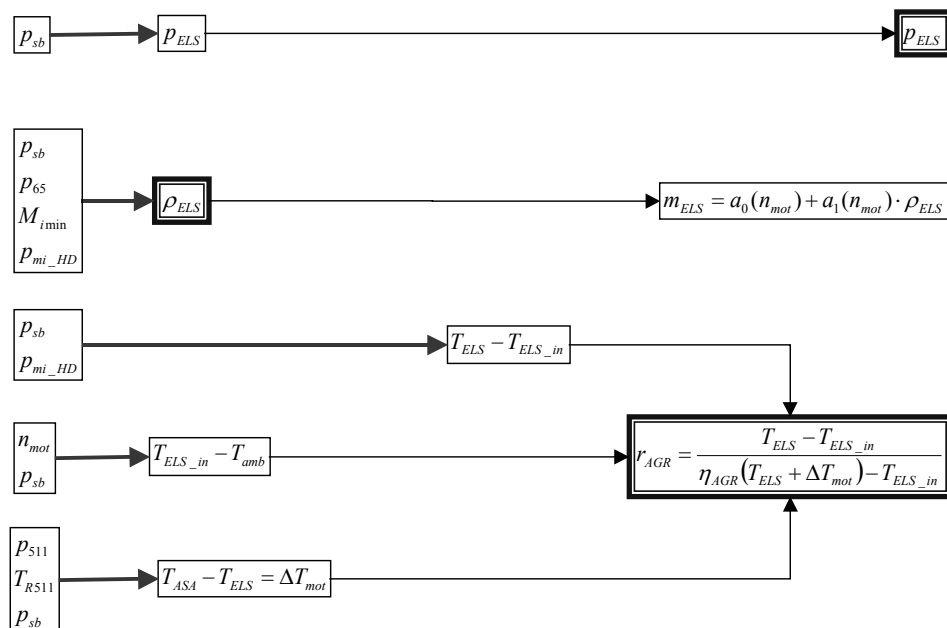 p_sb p_ELS p_ELS
p_sb
p_65
M_imin
p_mi_HD
ρ_ELS
m_ELS = a_0(n_mot) + a_1(n_mot) · ρ_ELS
p_sb
p_mi_HD
T_ELS − T_ELS_in
n_mot
p_sb
T_ELS_in − T_amb
r_AGR = (T_ELS − T_ELS_in) / (η_AGR(T_ELS + ΔT_mot) − T_ELS_in)
p_511
T_R511
p_sb
T_ASA − T_ELS = ΔT_mot